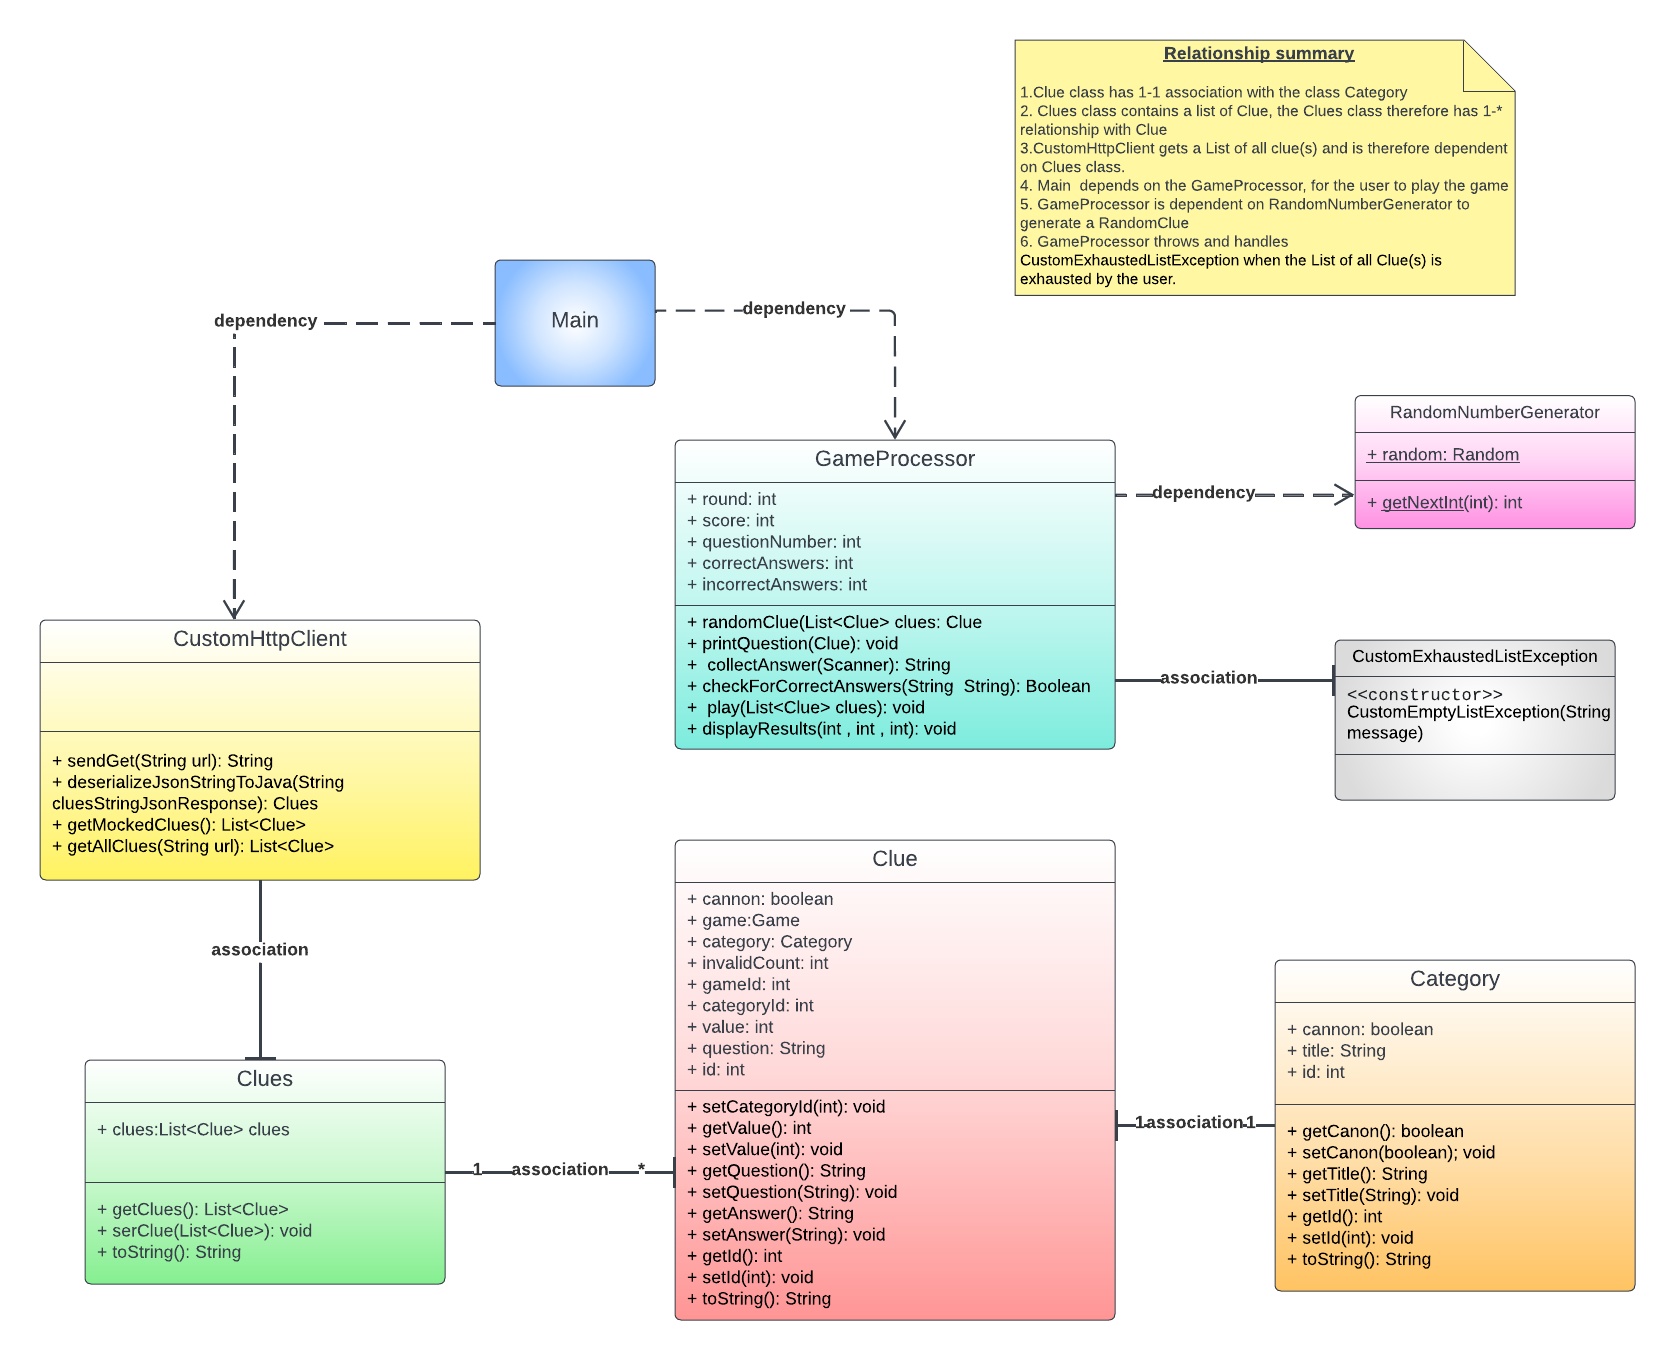 Relationship summary
1.Clue class has 1-1 association with the class Category
2. Clues class contains a list of Clue, the Clues class therefore has 1-*
relationship with Clue
3.CustomHttpClient gets a List of all clue(s) and is therefore dependent
on Clues class.
4. Main  depends on the GameProcessor, for the user to play the game
5. GameProcessor is dependent on RandomNumberGenerator to
generate a RandomClue
6. GameProcessor throws and handles
CustomExhaustedListException when the List of all Clue(s) is
exhausted by the user.
Main
dependency
dependency
GameProcessor
+ round: int
+ score: int
+ questionNumber: int
+ correctAnswers: int
+ incorrectAnswers: int
+ randomClue(List<Clue> clues: Clue
+ printQuestion(Clue): void
+  collectAnswer(Scanner): String
+ checkForCorrectAnswers(String  String): Boolean
+  play(List<Clue> clues): void
+ displayResults(int , int , int): void
dependency
RandomNumberGenerator
+ random: Random
+ getNextInt(int): int
association
CustomExhaustedListException
<<constructor>>
CustomEmptyListException(String
message)
CustomHttpClient
+ sendGet(String url): String
+ deserializeJsonStringToJava(String
cluesStringJsonResponse): Clues
+ getMockedClues(): List<Clue>
+ getAllClues(String url): List<Clue>
association
Clues
+ clues:List<Clue> clues
+ getClues(): List<Clue>
+ serClue(List<Clue>): void
+ toString(): String
1 association *
Clue
+ cannon: boolean
+ game:Game
+ category: Category
+ invalidCount: int
+ gameId: int
+ categoryId: int
+ value: int
+ question: String
+ id: int
+ setCategoryId(int): void
+ getValue(): int
+ setValue(int): void
+ getQuestion(): String
+ setQuestion(String): void
+ getAnswer(): String
+ setAnswer(String): void
+ getId(): int
+ setId(int): void
+ toString(): String
1 association 1
Category
+ cannon: boolean
+ title: String
+ id: int
+ getCanon(): boolean
+ setCanon(boolean); void
+ getTitle(): String
+ setTitle(String): void
+ getId(): int
+ setId(int): void
+ toString(): String